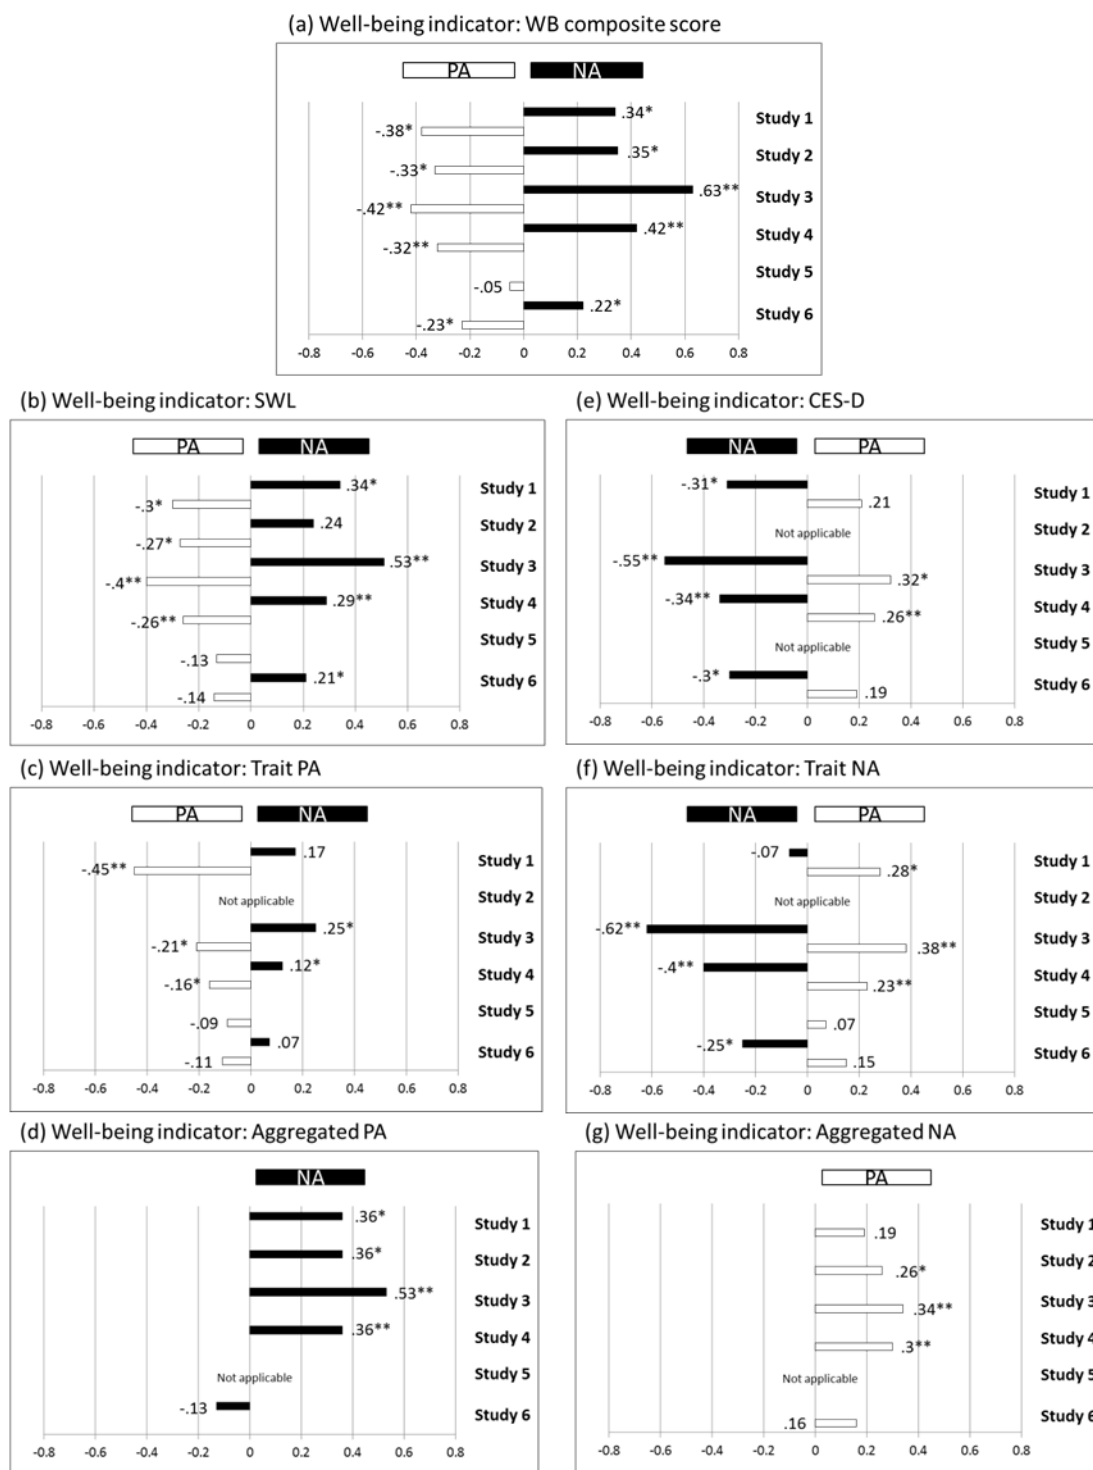 (a) Well-being indicator: WB composite score
PA NA
.34* Study 1
-.38*
.35* Study 2
-.33*
.63** Study 3
-.42**
.42** Study 4
-.32**
Study 5
-.05
.22* Study 6
-.23*
-0.8 -0.6 -0.4 -0.2 0 0.2 0.4 0.6 0.8
(b) Well-being indicator: SWL
PA NA
.34* Study 1
-.3*
.24 Study 2
-.27*
.53** Study 3
-.4**
.29** Study 4
-.26**
Study 5
-.13
.21* Study 6
-.14
-0.8 -0.6 -0.4 -0.2 0 0.2 0.4 0.6 0.8
(e) Well-being indicator: CES-D
NA PA
-.31* Study 1
.21
Study 2
Not applicable
-.55** Study 3
.32*
-.34** Study 4
.26**
Study 5
Not applicable
-.3* Study 6
.19
-0.8 -0.6 -0.4 -0.2 0 0.2 0.4 0.6 0.8
(c) Well-being indicator: Trait PA
PA NA
.17 Study 1
-.45**
Study 2
Not applicable
.25* Study 3
-.21*
.12* Study 4
-.16*
Study 5
-.09
.07 Study 6
-.11
-0.8 -0.6 -0.4 -0.2 0 0.2 0.4 0.6 0.8
(f) Well-being indicator: Trait NA
NA PA
-.07 Study 1
.28*
Study 2
Not applicable
-.62** Study 3
.38**
-.4** Study 4
.23**
Study 5
.07
-.25* Study 6
.15
-0.8 -0.6 -0.4 -0.2 0 0.2 0.4 0.6 0.8
(d) Well-being indicator: Aggregated PA
NA
.36* Study 1
.36* Study 2
.53** Study 3
.36** Study 4
Not applicable Study 5
-.13 Study 6
-0.8 -0.6 -0.4 -0.2 0 0.2 0.4 0.6 0.8
(g) Well-being indicator: Aggregated NA
PA
.19 Study 1
.26* Study 2
.34** Study 3
.3** Study 4
Not applicable Study 5
.16 Study 6
-0.8 -0.6 -0.4 -0.2 0 0.2 0.4 0.6 0.8